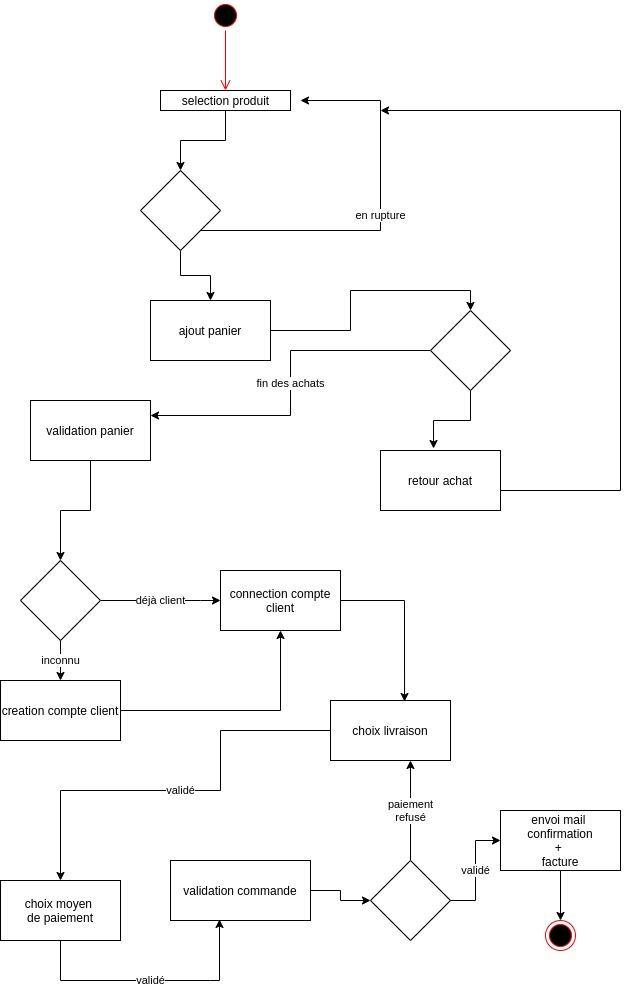 selection produit
en rupture
ajout panier
fin des achats
validation panier
retour achat
déjà client
connection compte
client
inconnu
creation compte client
choix livraison
validé
paiement
refusé
envoi mail
confirmation
+
facture
validé
validation commande
choix moyen
de paiement
validé